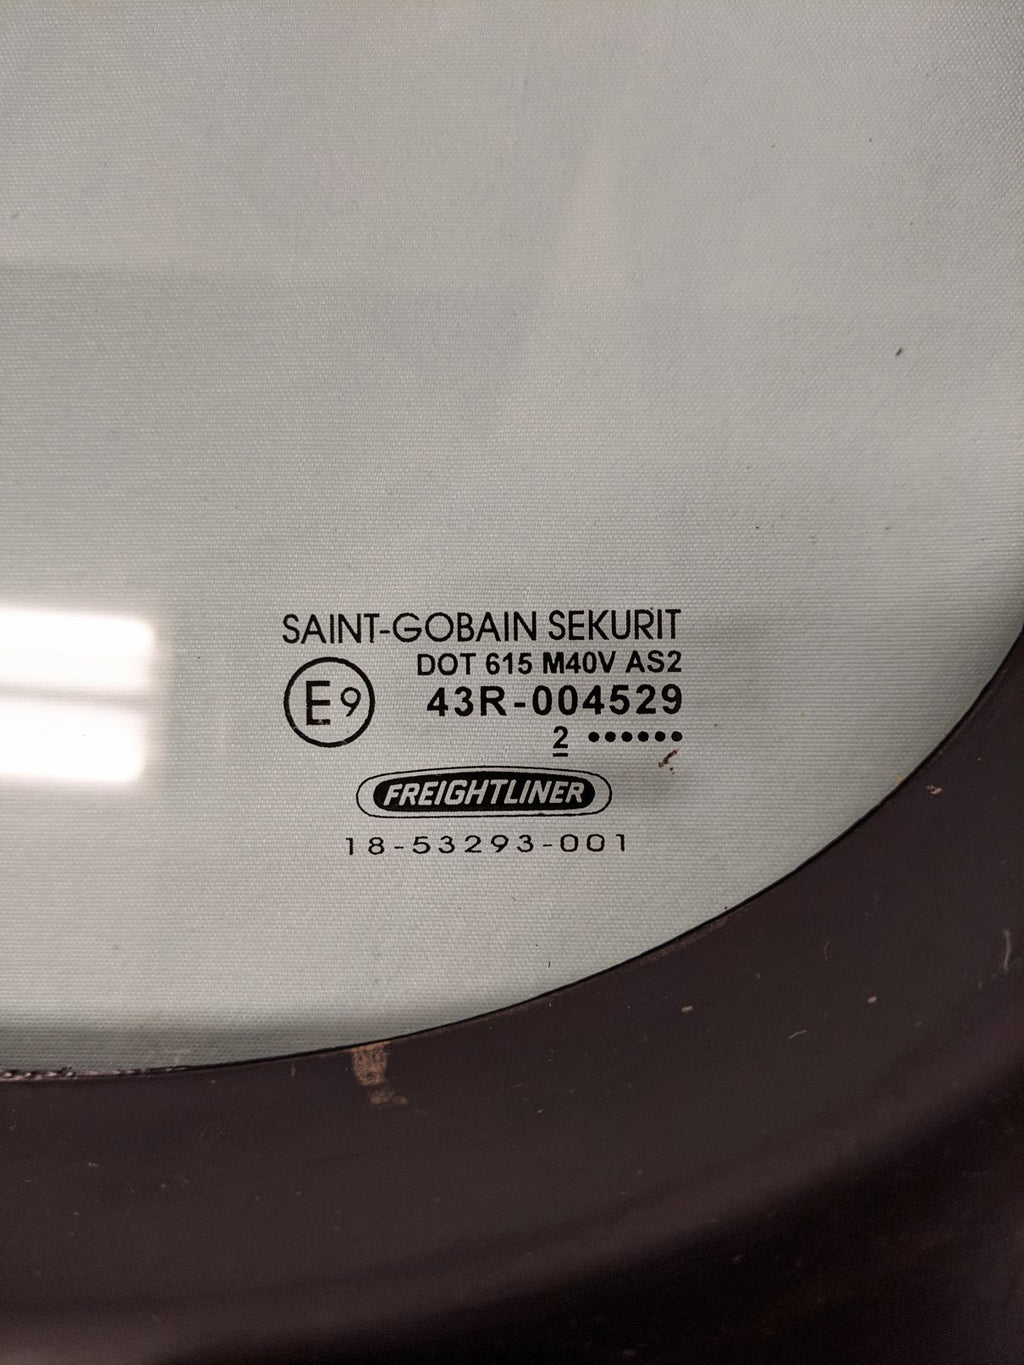 SAINT-GOBAIN SEKURIT
DOT 615 M40V AS2
E9 43R-004529
2 ••••••
FREIGHTLINER
18-53293-001